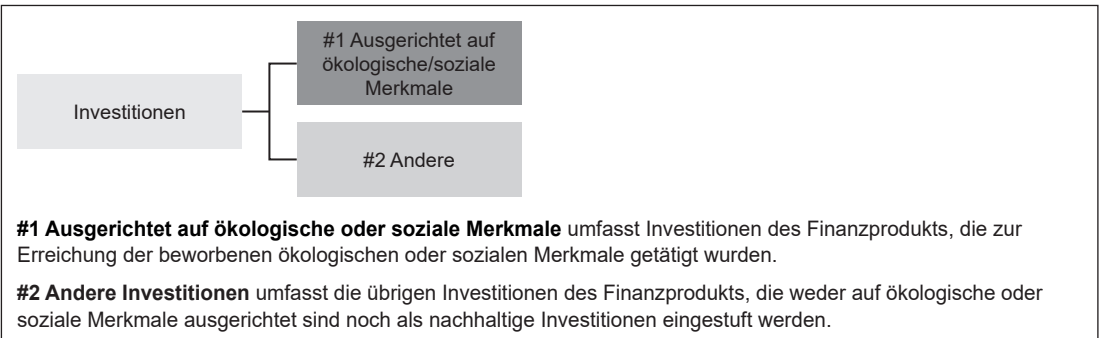 #1 Ausgerichtet auf
ökologische/soziale
Merkmale
Investitionen
#2 Andere
#1 Ausgerichtet auf ökologische oder soziale Merkmale umfasst Investitionen des Finanzprodukts, die zur
Erreichung der beworbenen ökologischen oder sozialen Merkmale getätigt wurden.
#2 Andere Investitionen umfasst die übrigen Investitionen des Finanzprodukts, die weder auf ökologische oder
soziale Merkmale ausgerichtet sind noch als nachhaltige Investitionen eingestuft werden.